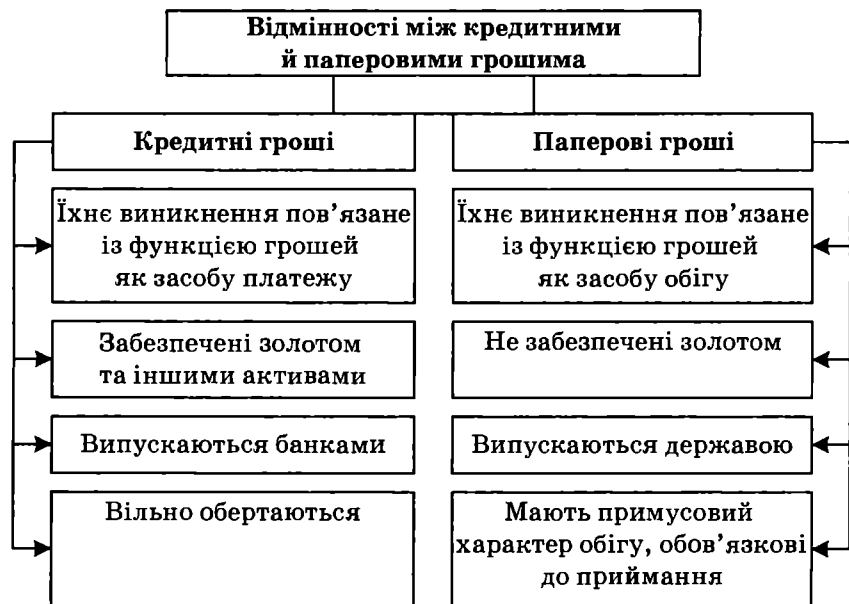 Відмінності між кредитними
й паперовими грошима
Кредитні гроші
Паперові гроші
Їхнє виникнення пов’язане
із функцією грошей
як засобу платежу
Їхнє виникнення пов’язане
із функцією грошей
як засобу обігу
Забезпечені золотом
та іншими активами
Не забезпечені золотом
Випускаються банками
Випускаються державою
Вільно обертаються
Мають примусовий
характер обігу, обов’язкові
до приймання